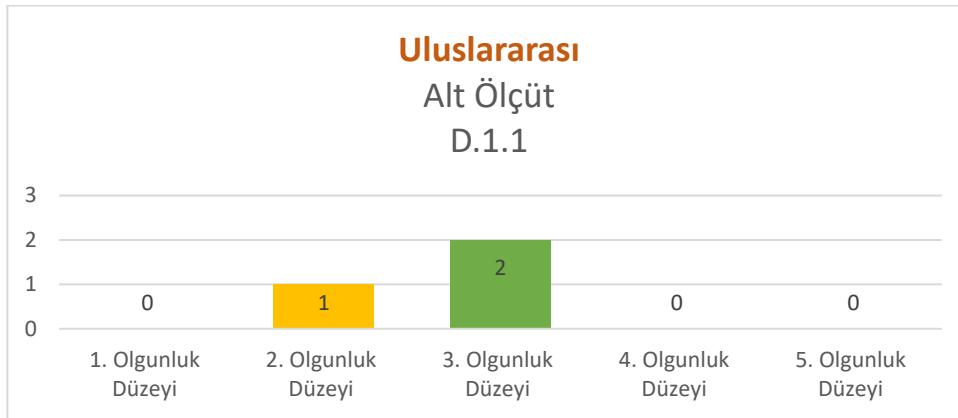 Uluslararası
Alt Ölçüt
D.1.1
3
2
1
0
0
1
2
0
0
1. Olgunluk
Düzeyi
2. Olgunluk
Düzeyi
3. Olgunluk
Düzeyi
4. Olgunluk
Düzeyi
5. Olgunluk
Düzeyi